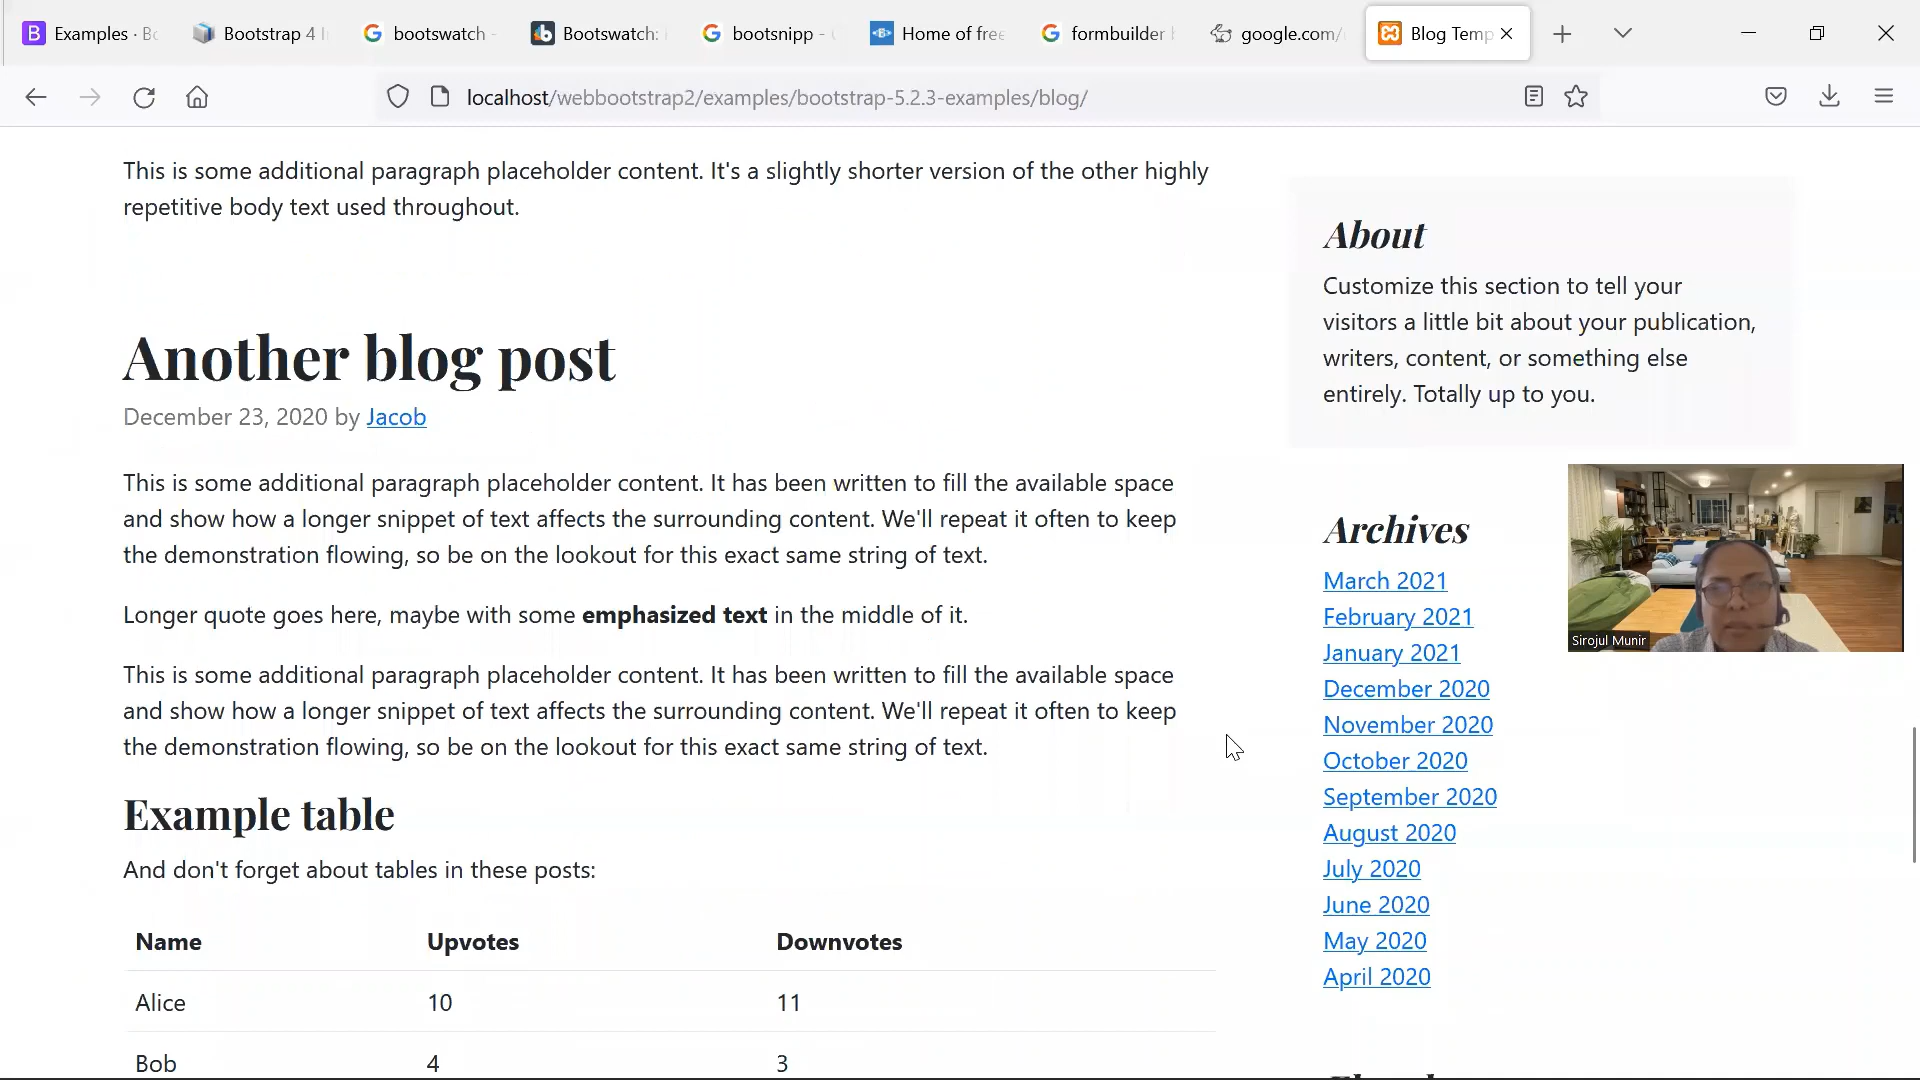 Examples · Bo
Bootstrap 4 I
bootswatch -
Bootswatch:
bootsnipp -
Home of free
formbuilder
google.com/
Blog Temp
localhost/webbootstrap2/examples/bootstrap-5.2.3-examples/blog/
This is some additional paragraph placeholder content. It's a slightly shorter version of the other highly
repetitive body text used throughout.
Another blog post
December 23, 2020 by Jacob
This is some additional paragraph placeholder content. It has been written to fill the available space
and show how a longer snippet of text affects the surrounding content. We'll repeat it often to keep
the demonstration flowing, so be on the lookout for this exact same string of text.
Longer quote goes here, maybe with some emphasized text in the middle of it.
This is some additional paragraph placeholder content. It has been written to fill the available space
and show how a longer snippet of text affects the surrounding content. We'll repeat it often to keep
the demonstration flowing, so be on the lookout for this exact same string of text.
Example table
And don't forget about tables in these posts:
Name Upvotes Downvotes
Alice 10 11
Bob 4 3
About
Customize this section to tell your
visitors a little bit about your publication,
writers, content, or something else
entirely. Totally up to you.
Archives
March 2021
February 2021
January 2021
December 2020
November 2020
October 2020
September 2020
August 2020
July 2020
June 2020
May 2020
April 2020
Sirojul Munir